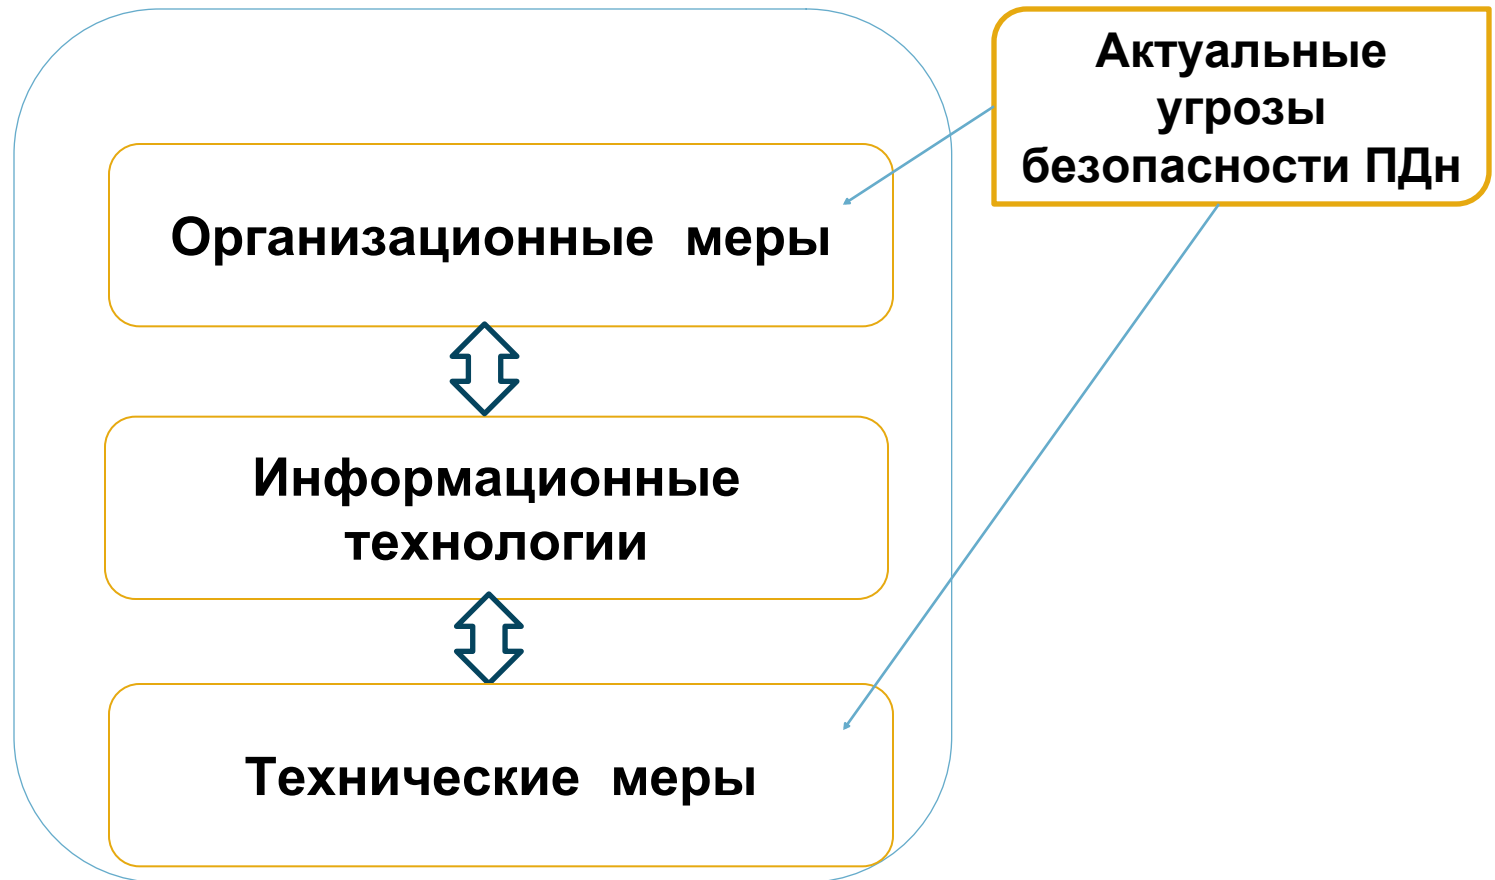 Актуальные
угрозы
безопасности ПДн
Организационные меры
Информационные
технологии
Технические меры